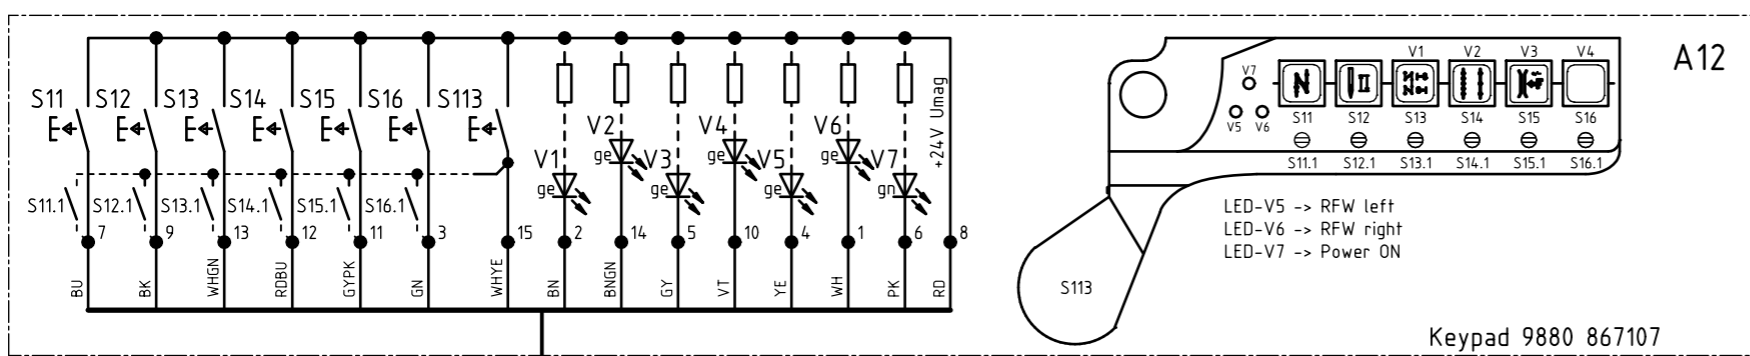 S11 S12 S13 S14 S15 S16 S113
V2 V4 V6
ge ge ge
V1 V3 V5 V7
ge ge ge gn
+24V Umag
S11.1 S12.1 S13.1 S14.1 S15.1 S16.1
7 9 13 12 11 3 15 2 14 5 10 4 1 6 8
BU BK WHGN RDBU GYPK GN WHYE BN BNGN GY VT YE WH PK RD
A12
V1 V2 V3 V4
V7
N II
V5 V6
S11 S12 S13 S14 S15 S16
S11.1 S12.1 S13.1 S14.1 S15.1 S16.1
LED-V5 -> RFW left
LED-V6 -> RFW right
LED-V7 -> Power ON
S113
Keypad 9880 867107